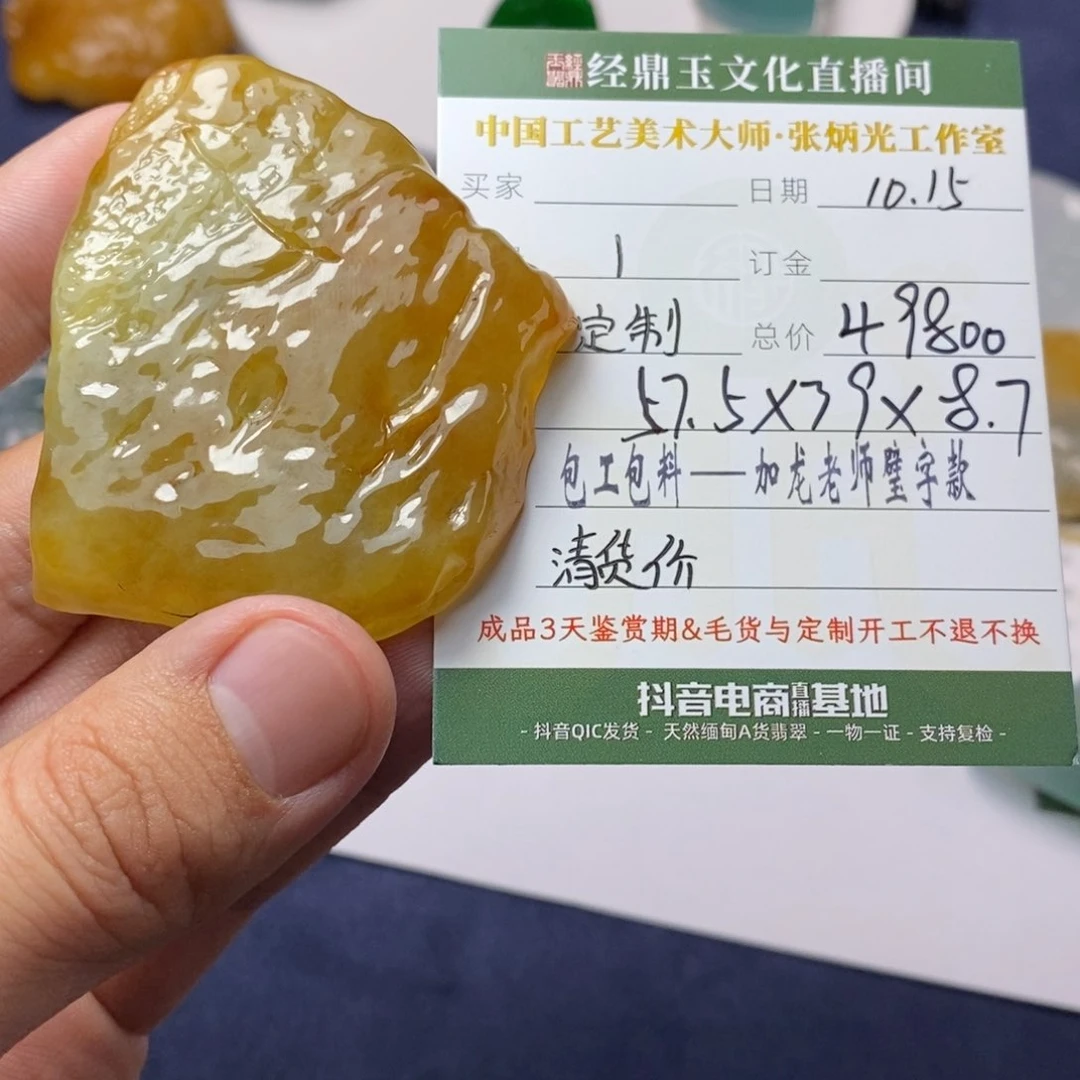 经鼎玉文化直播间
中国工艺美术大师·张炳光工作室
买家 日期 10.15
1 订金
定制 总价 49800
57.5×39×8.7
包工包料——加龙老师壁字款
清货价
成品3天鉴赏期&毛货与定制开工不退不换
抖音电商直播基地
- 抖音QIC发货 - 天然缅甸A货翡翠 - 一物一证 - 支持复检 -